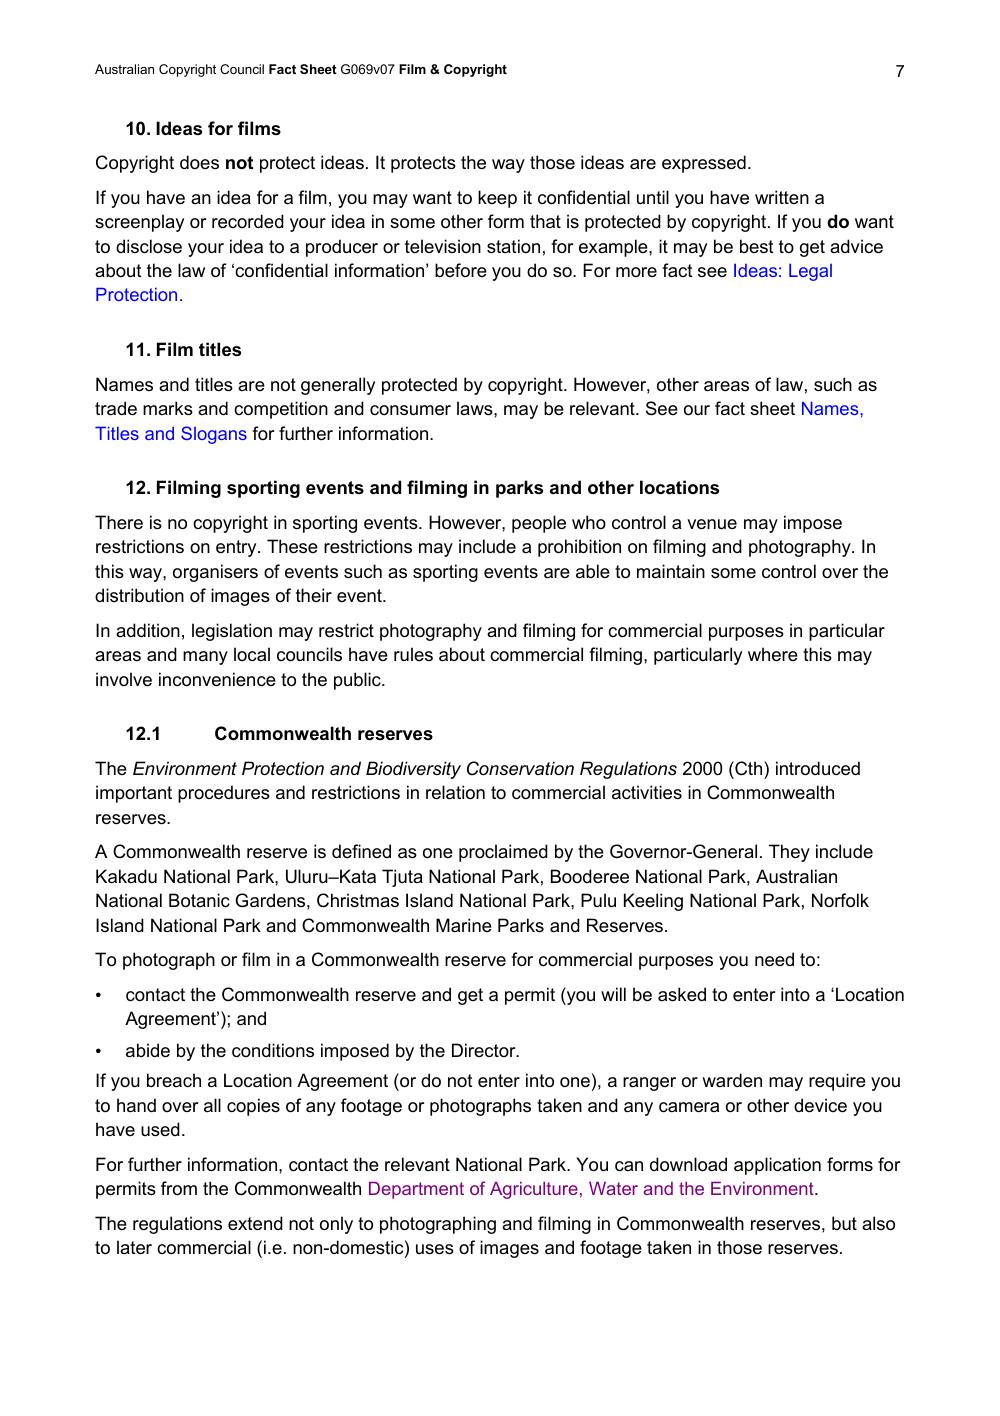 Australian Copyright Council Fact Sheet G069v07 Film & Copyright 7
10. Ideas for films
Copyright does not protect ideas. It protects the way those ideas are expressed.
If you have an idea for a film, you may want to keep it confidential until you have written a
screenplay or recorded your idea in some other form that is protected by copyright. If you do want
to disclose your idea to a producer or television station, for example, it may be best to get advice
about the law of ‘confidential information’ before you do so. For more fact see Ideas: Legal
Protection.
11. Film titles
Names and titles are not generally protected by copyright. However, other areas of law, such as
trade marks and competition and consumer laws, may be relevant. See our fact sheet Names,
Titles and Slogans for further information.
12. Filming sporting events and filming in parks and other locations
There is no copyright in sporting events. However, people who control a venue may impose
restrictions on entry. These restrictions may include a prohibition on filming and photography. In
this way, organisers of events such as sporting events are able to maintain some control over the
distribution of images of their event.
In addition, legislation may restrict photography and filming for commercial purposes in particular
areas and many local councils have rules about commercial filming, particularly where this may
involve inconvenience to the public.
12.1 Commonwealth reserves
The Environment Protection and Biodiversity Conservation Regulations 2000 (Cth) introduced
important procedures and restrictions in relation to commercial activities in Commonwealth
reserves.
A Commonwealth reserve is defined as one proclaimed by the Governor-General. They include
Kakadu National Park, Uluru–Kata Tjuta National Park, Booderee National Park, Australian
National Botanic Gardens, Christmas Island National Park, Pulu Keeling National Park, Norfolk
Island National Park and Commonwealth Marine Parks and Reserves.
To photograph or film in a Commonwealth reserve for commercial purposes you need to:
• contact the Commonwealth reserve and get a permit (you will be asked to enter into a ‘Location
Agreement’); and
• abide by the conditions imposed by the Director.
If you breach a Location Agreement (or do not enter into one), a ranger or warden may require you
to hand over all copies of any footage or photographs taken and any camera or other device you
have used.
For further information, contact the relevant National Park. You can download application forms for
permits from the Commonwealth Department of Agriculture, Water and the Environment.
The regulations extend not only to photographing and filming in Commonwealth reserves, but also
to later commercial (i.e. non-domestic) uses of images and footage taken in those reserves.